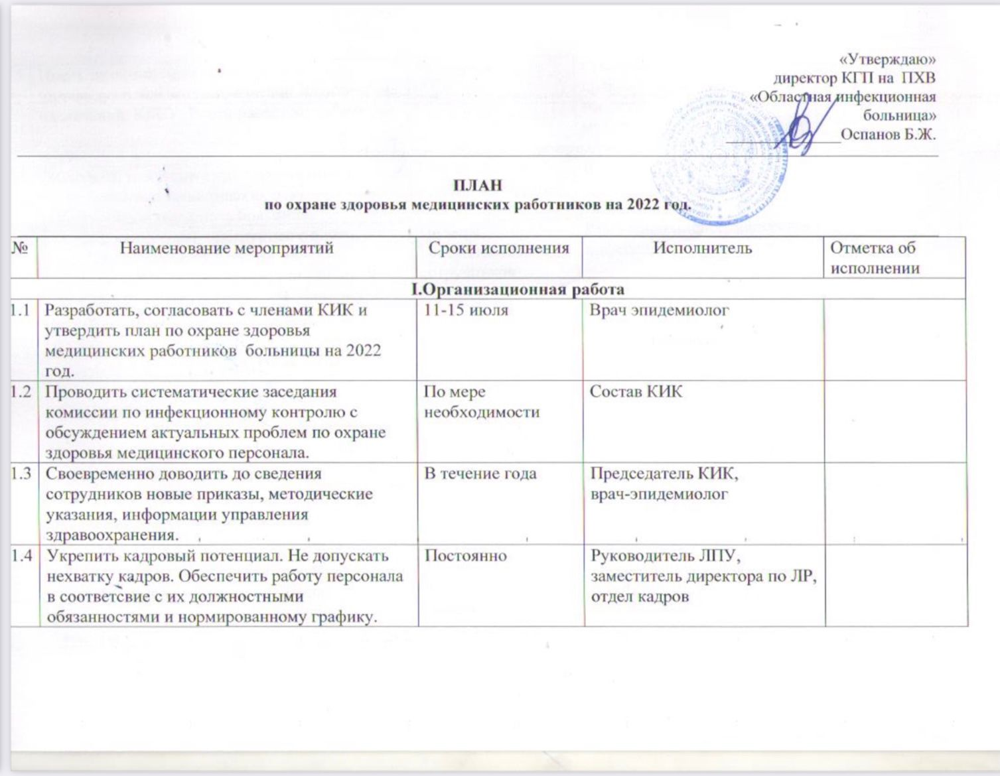 «Утверждаю»
директор КГП на ПХВ
«Областная инфекционная
больница»
Оспанов Б.Ж.
ПЛАН
по охране здоровья медицинских работников на 2022 год.
№ Наименование мероприятий Сроки исполнения Исполнитель Отметка об
исполнении
I.Организационная работа
1.1 Разработать, согласовать с членами КИК и 11-15 июля Врач эпидемиолог
утвердить план по охране здоровья
медицинских работников больницы на 2022
год.
1.2 Проводить систематические заседания По мере Состав КИК
комиссии по инфекционному контролю с необходимости
обсуждением актуальных проблем по охране
здоровья медицинского персонала.
1.3 Своевременно доводить до сведения В течение года Председатель КИК,
сотрудников новые приказы, методические врач-эпидемиолог
указания, информации управления
здравоохранения.
1.4 Укрепить кадровый потенциал. Не допускать Постоянно Руководитель ЛПУ,
нехватку кадров. Обеспечить работу персонала заместитель директора по ЛР,
в соответсвие с их должностными отдел кадров
обязанностями и нормированному графику.